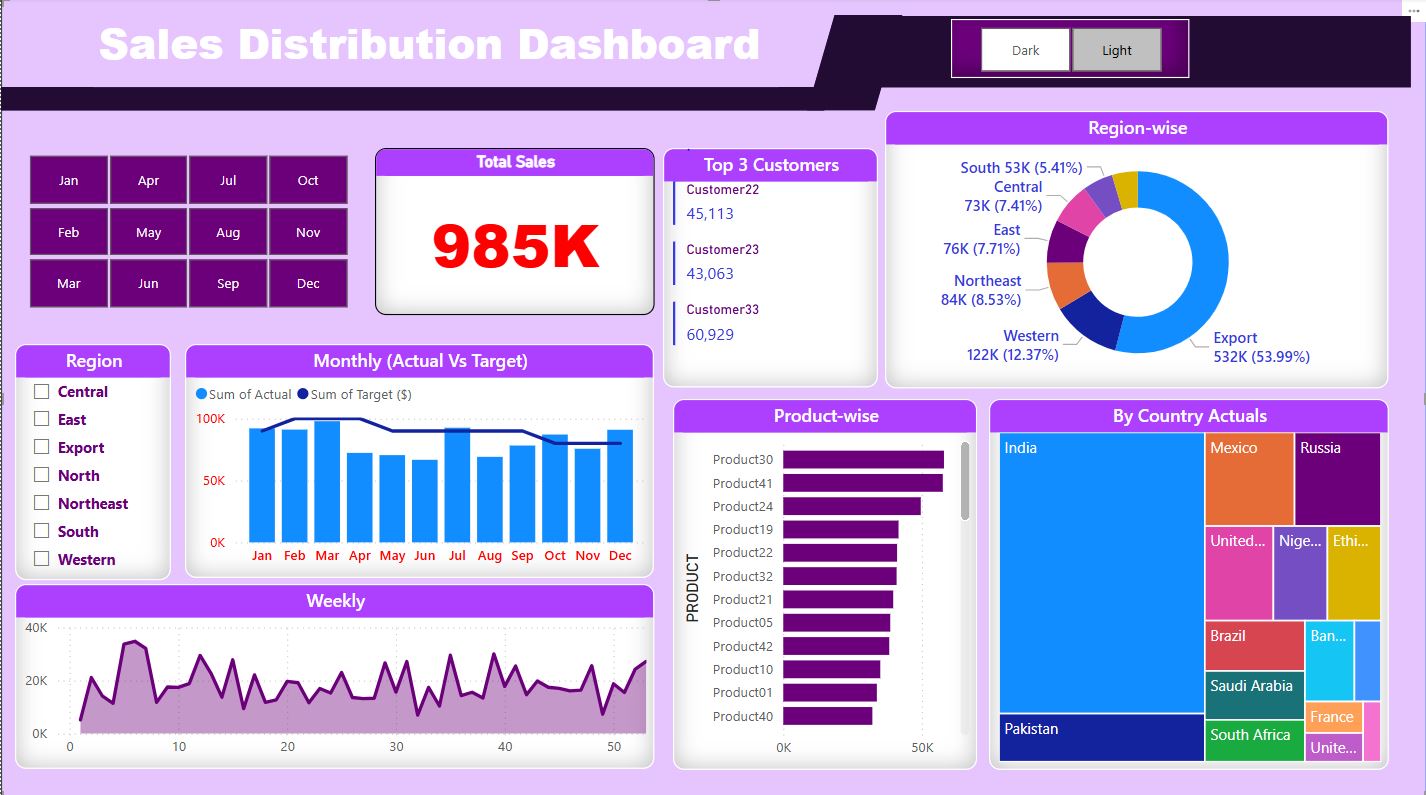 Sales Distribution Dashboard
Dark
Light
Jan
Apr
Jul
Oct
Feb
May
Aug
Nov
Mar
Jun
Sep
Dec
Total Sales
985K
Top 3 Customers
Customer22
45,113
Customer23
43,063
Customer33
60,929
Region-wise
South 53K (5.41%)
Central
73K (7.41%)
East
76K (7.71%)
Northeast
84K (8.53%)
Western
122K (12.37%)
Export
532K (53.99%)
Region
Central
East
Export
North
Northeast
South
Western
Monthly (Actual Vs Target)
Sum of Actual
Sum of Target ($)
100K
50K
0K
Jan Feb Mar Apr May Jun Jul Aug Sep Oct Nov Dec
Weekly
40K
20K
0K
0 10 20 30 40 50
Product-wise
PRODUCT
Product30
Product41
Product24
Product19
Product22
Product32
Product21
Product05
Product42
Product10
Product01
Product40
0K 50K
By Country Actuals
India
Mexico
Russia
United...
Nige...
Ethi...
Brazil
Ban...
Saudi Arabia
France
South Africa
Unite...
Pakistan